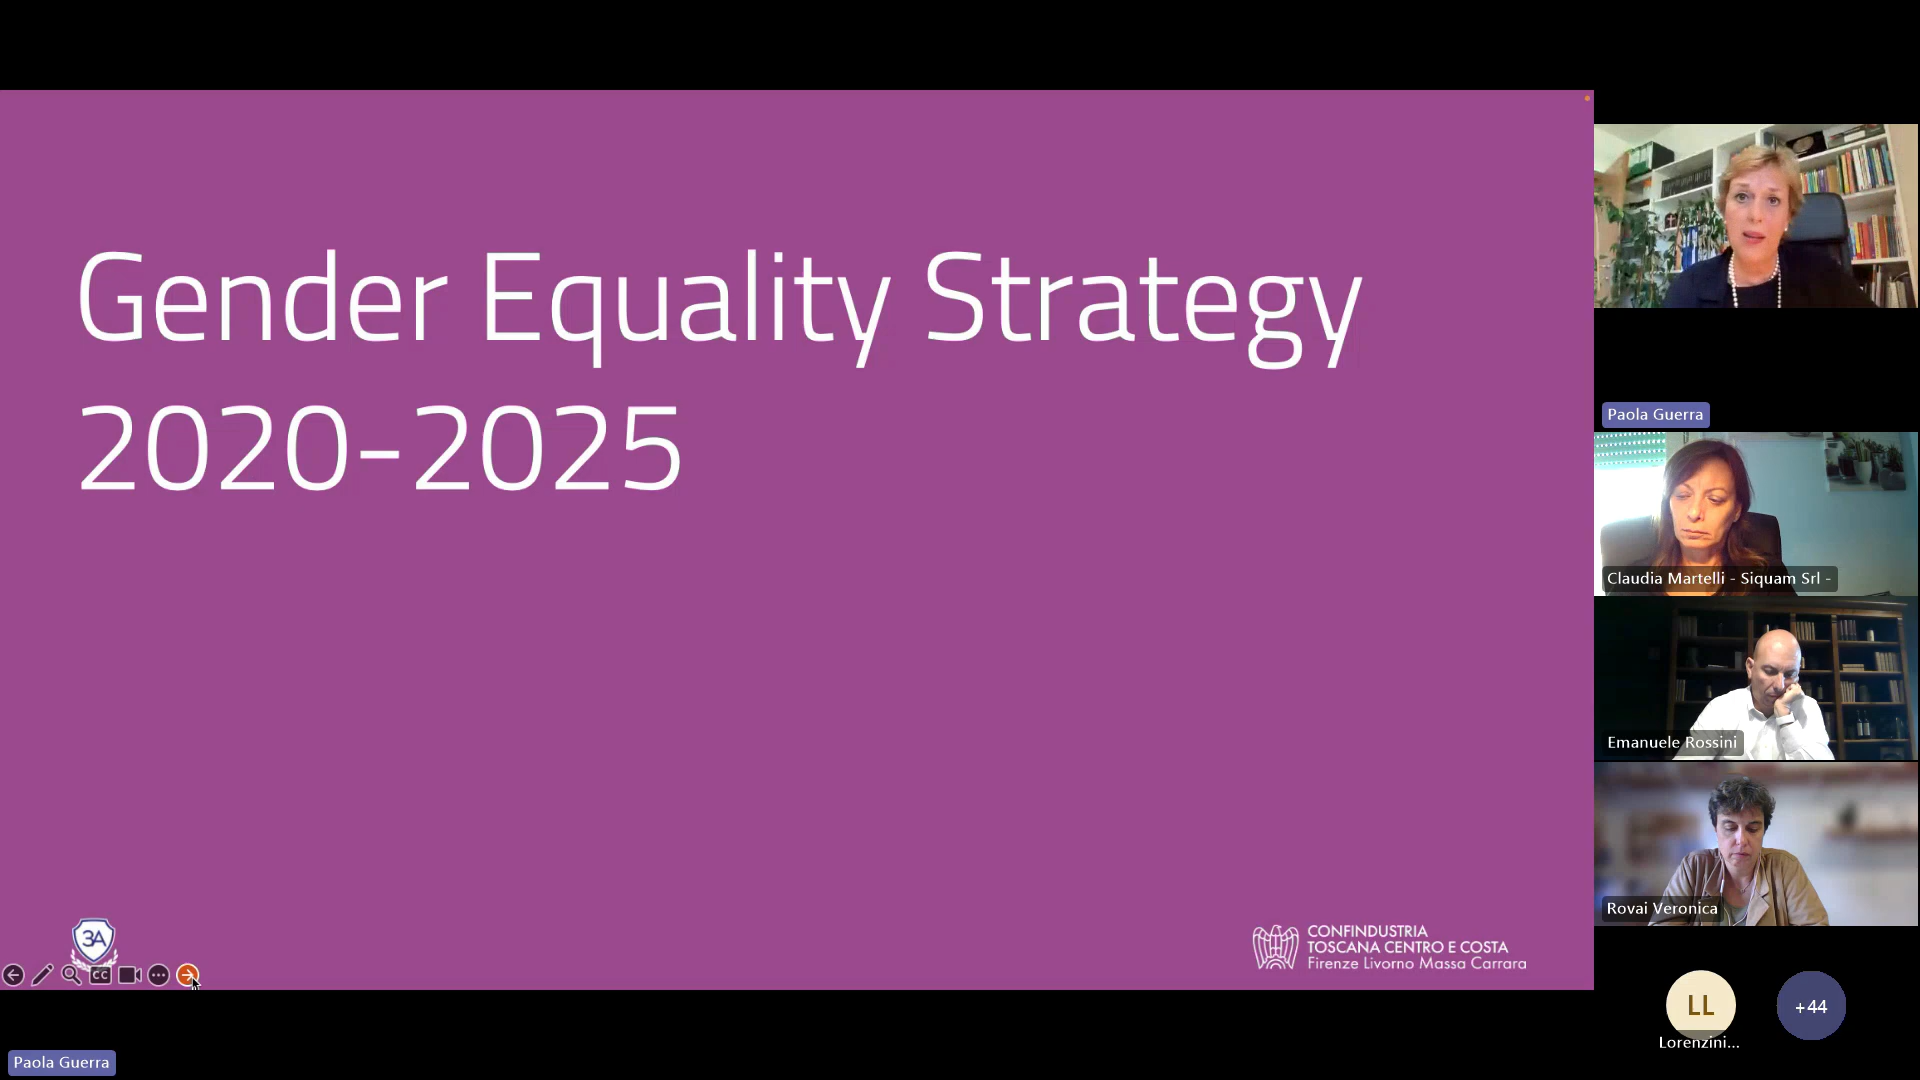 Gender Equality Strategy
2020-2025
3A
CC
CONFINDUSTRIA
TOSCANA CENTRO E COSTA
Firenze Livorno Massa Carrara
Paola Guerra
Paola Guerra
Claudia Martelli - Siquam Srl -
Emanuele Rossini
Rovai Veronica
LL
Lorenzini...
+44